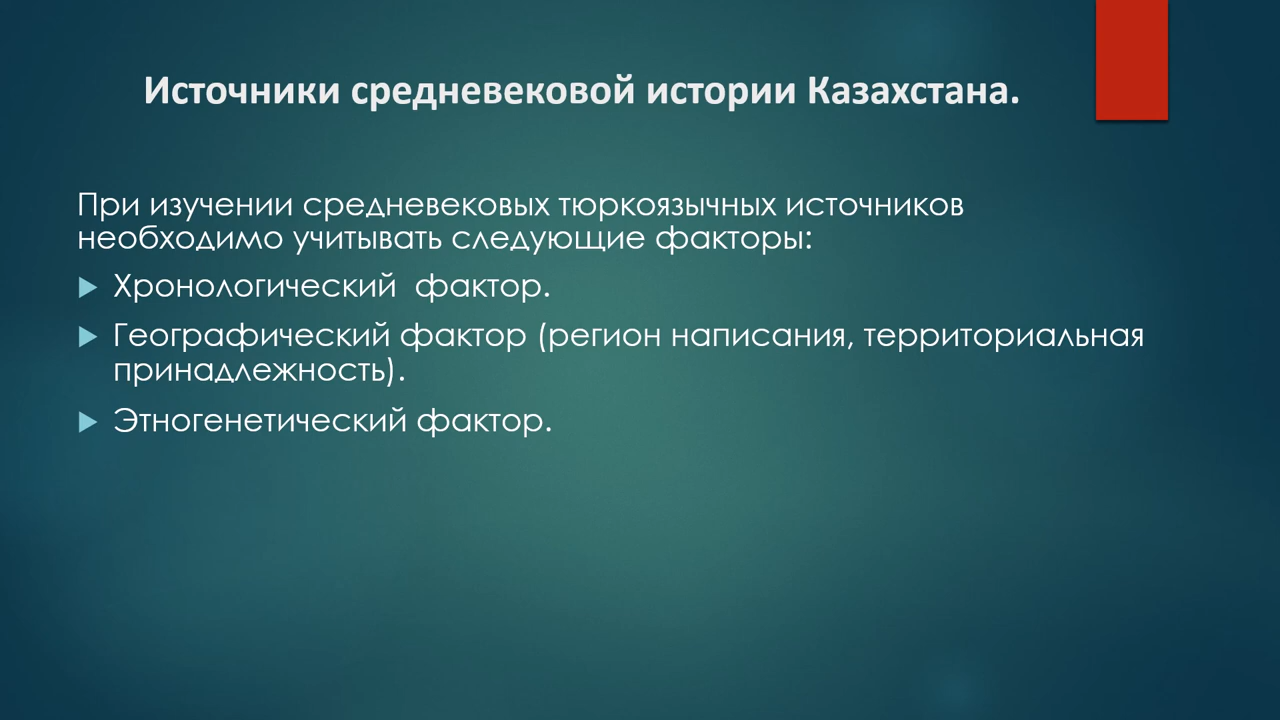 Источники средневековой истории Казахстана.
При изучении средневековых тюркоязычных источников
необходимо учитывать следующие факторы:
Хронологический  фактор.
Географический фактор (регион написания, территориальная
принадлежность).
Этногенетический фактор.